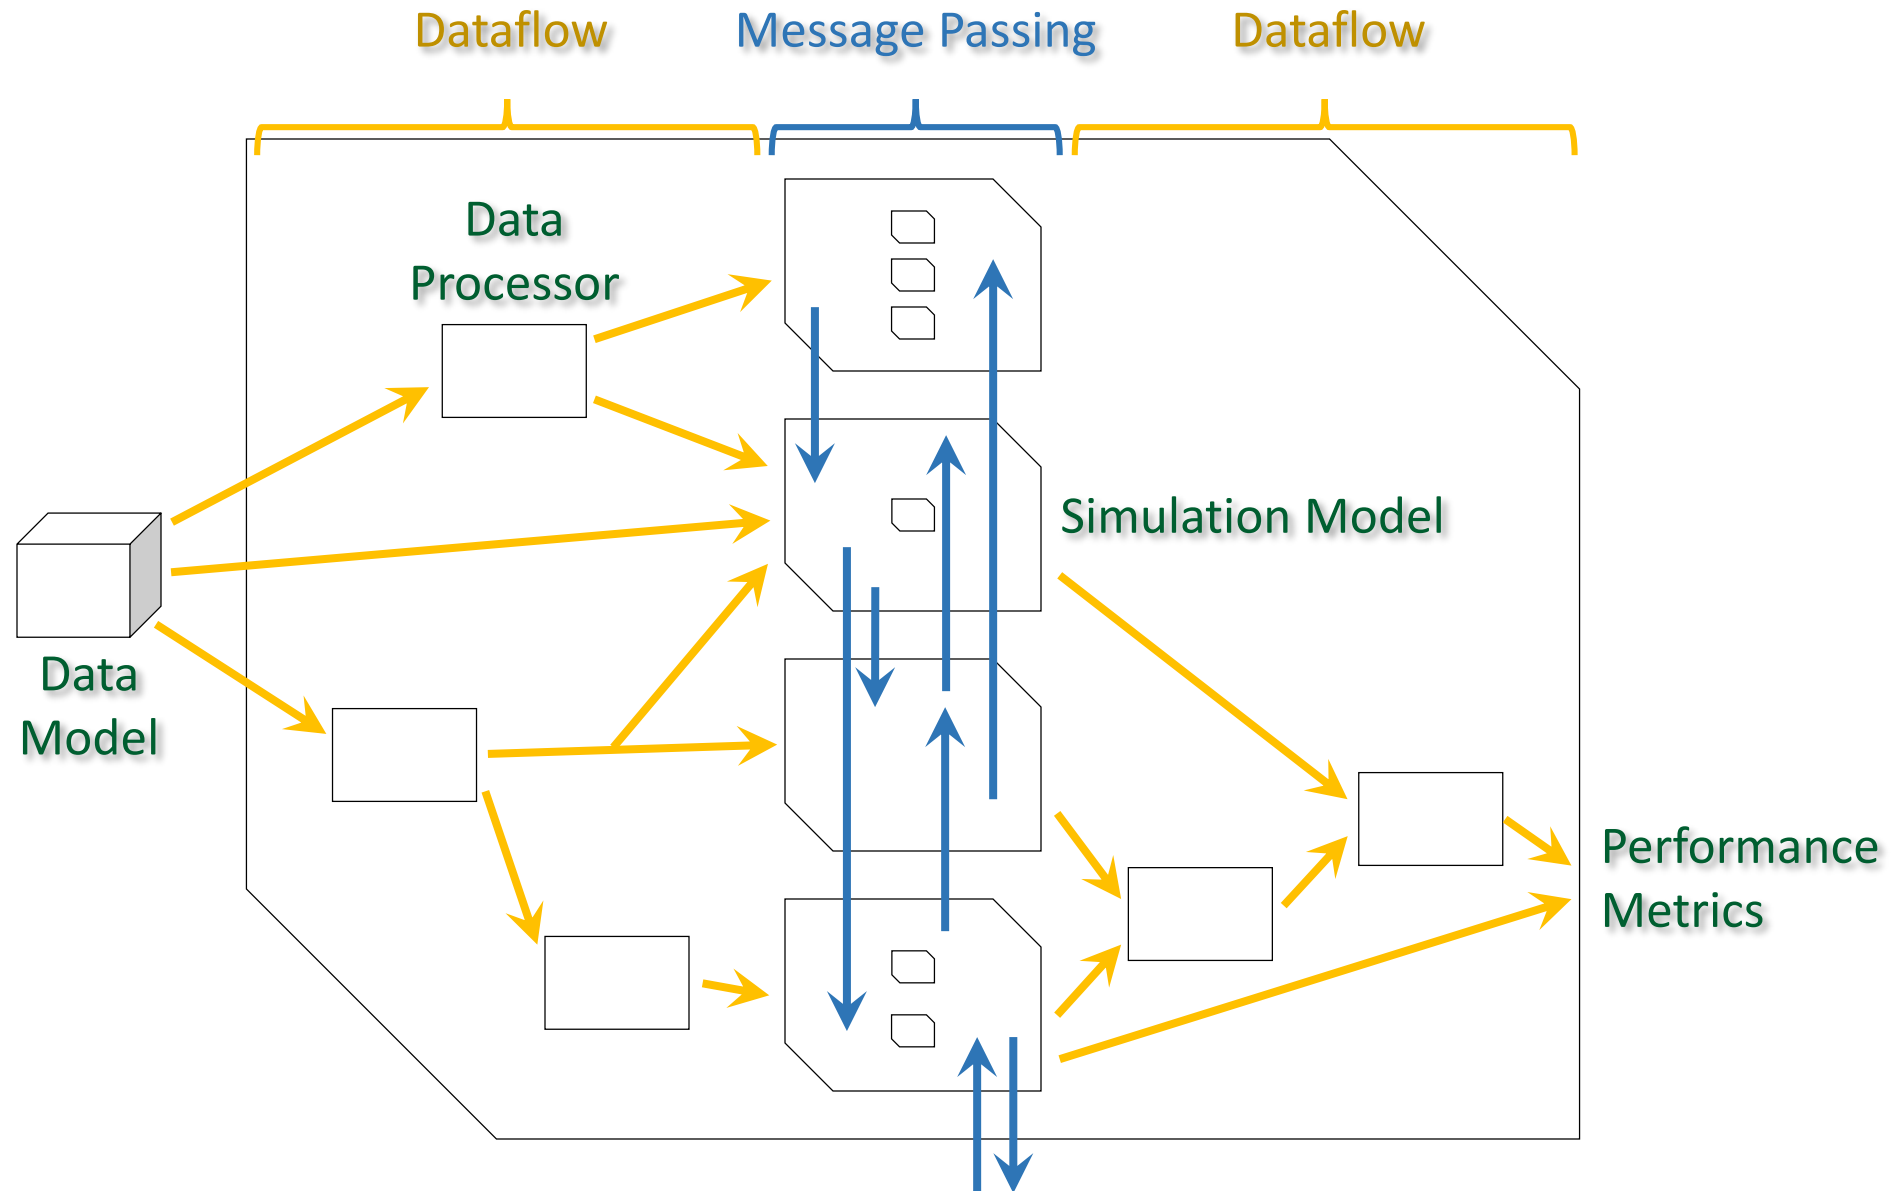 Dataflow
Message Passing
Dataflow
Data
Processor
Simulation Model
Data
Model
Performance
Metrics